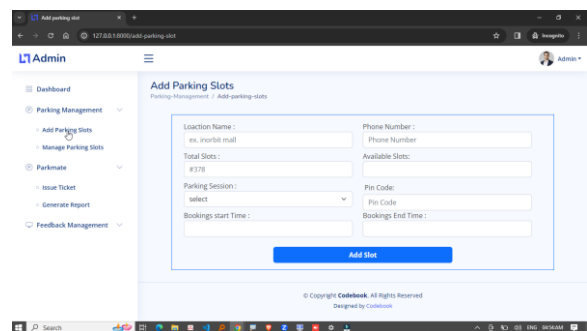 Add parking slot
127.0.0.1:8000/add-parking-slot
Incognito
Admin
Admin
Dashboard
Parking Management
Add Parking Slots
Manage Parking Slots
Parkmate
Issue Ticket
Generate Report
Feedback Management
Add Parking Slots
Parking-Management / Add-parking-slots
Loaction Name :
Phone Number :
ex. inorbit mall
Phone Number
Total Slots :
Available Slots:
#378
Parking Session :
Pin Code:
select
Pin Code
Bookings start Time :
Bookings End Time :
Add Slot
© Copyright Codebook. All Rights Reserved
Designed by Codebook
Search
ENG